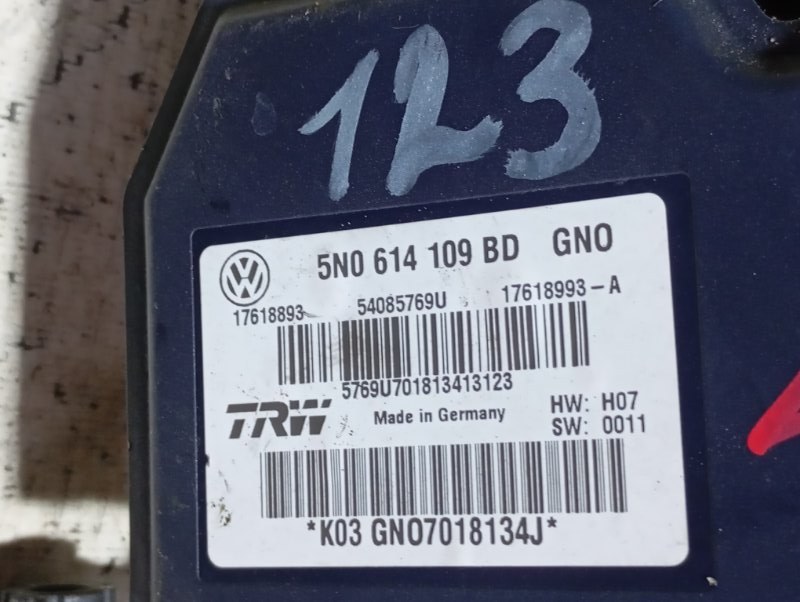 123
5N0 614 109 BD GNO
17618893 54085769U 17618993-A
5769U701813413123
TRW Made in Germany HW: H07
SW: 0011
*K03 GNO7018134J*